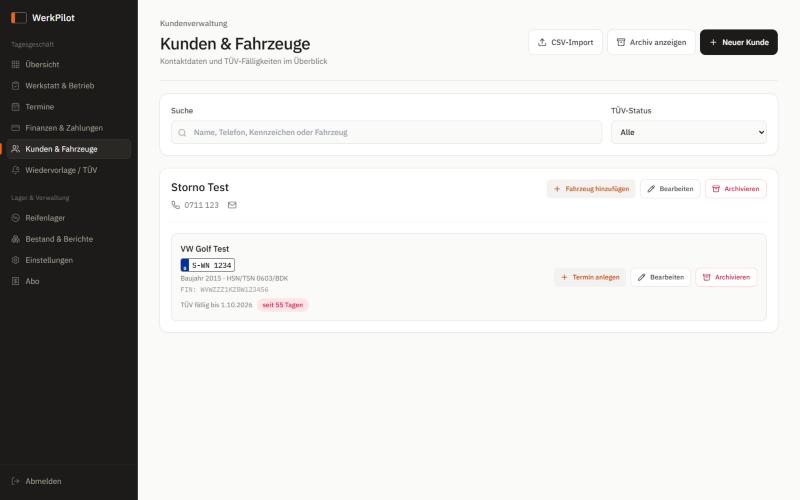 WerkPilot
Tagesgeschäft
Übersicht
Werkstatt & Betrieb
Termine
Finanzen & Zahlungen
Kunden & Fahrzeuge
Wiedervorlage / TÜV
Lager & Verwaltung
Reifenlager
Bestand & Berichte
Einstellungen
Abo
Abmelden
Kundenverwaltung
Kunden & Fahrzeuge
Kontaktdaten und TÜV-Fälligkeiten im Überblick
CSV-Import
Archiv anzeigen
Neuer Kunde
Suche
Name, Telefon, Kennzeichen oder Fahrzeug
TÜV-Status
Alle
Storno Test
0711 123
Fahrzeug hinzufügen
Bearbeiten
Archivieren
VW Golf Test
S-WN 1234
Baujahr 2015 · HSN/TSN 0603/BDK
FIN: WVWZZZ1KZBW123456
TÜV fällig bis 1.10.2026 seit 55 Tagen
Termin anlegen
Bearbeiten
Archivieren